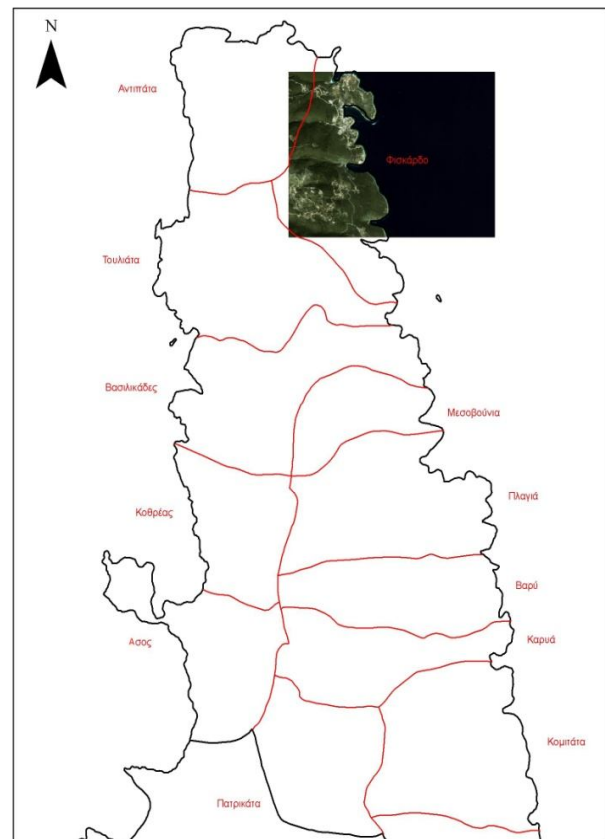 N
Αντιπάτα
Φισκάρδο
Τουλιάτα
Βασιλικάδες
Μεσοβούνια
Πλαγιά
Κοθρέας
Βαρύ
Ασος
Καρυά
Κομιτάτα
Πατρικάτα